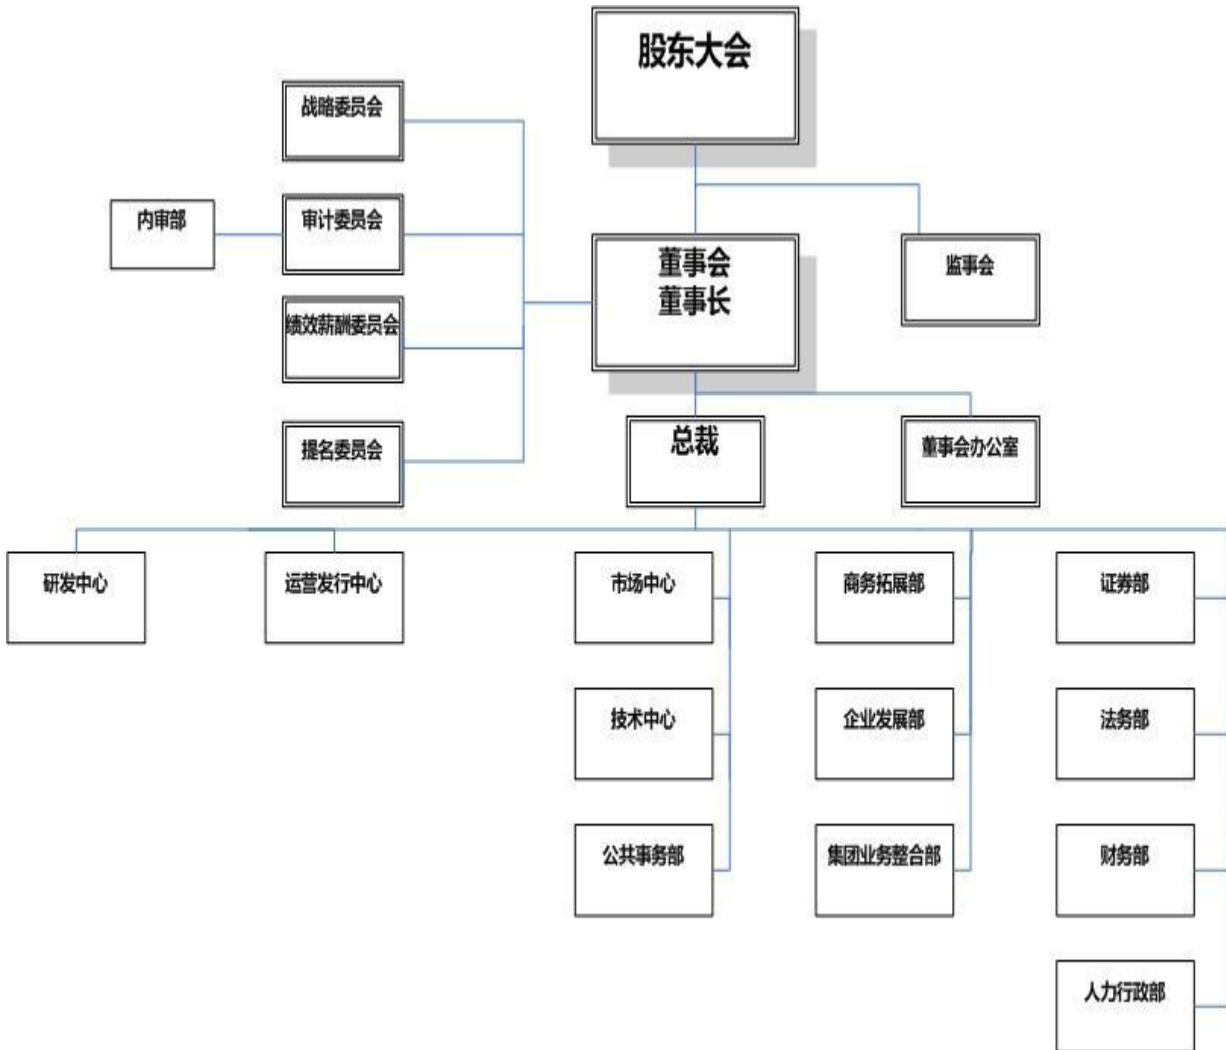 股东大会
战略委员会
内审部
审计委员会
董事会
董事长
监事会
绩效薪酬委员会
提名委员会
总裁
董事会办公室
研发中心
运营发行中心
市场中心
商务拓展部
证券部
技术中心
企业发展部
法务部
公共事务部
集团业务整合部
财务部
人力行政部